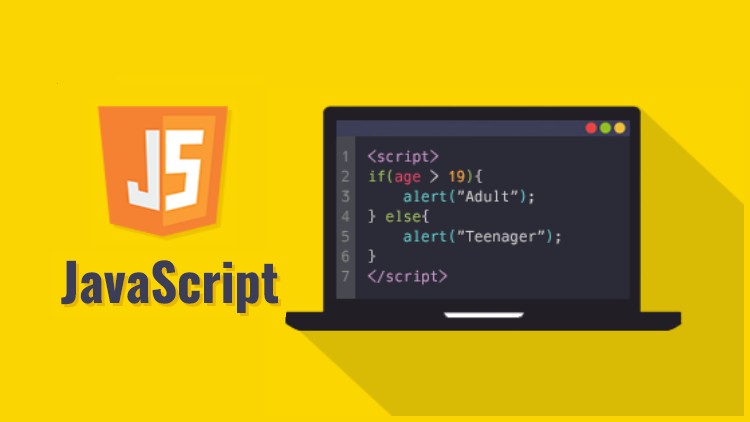 JS
JavaScript
1 <script>
2 if(age > 19){
3     alert("Adult");
4 } else{
5     alert("Teenager");
6 }
7 </script>